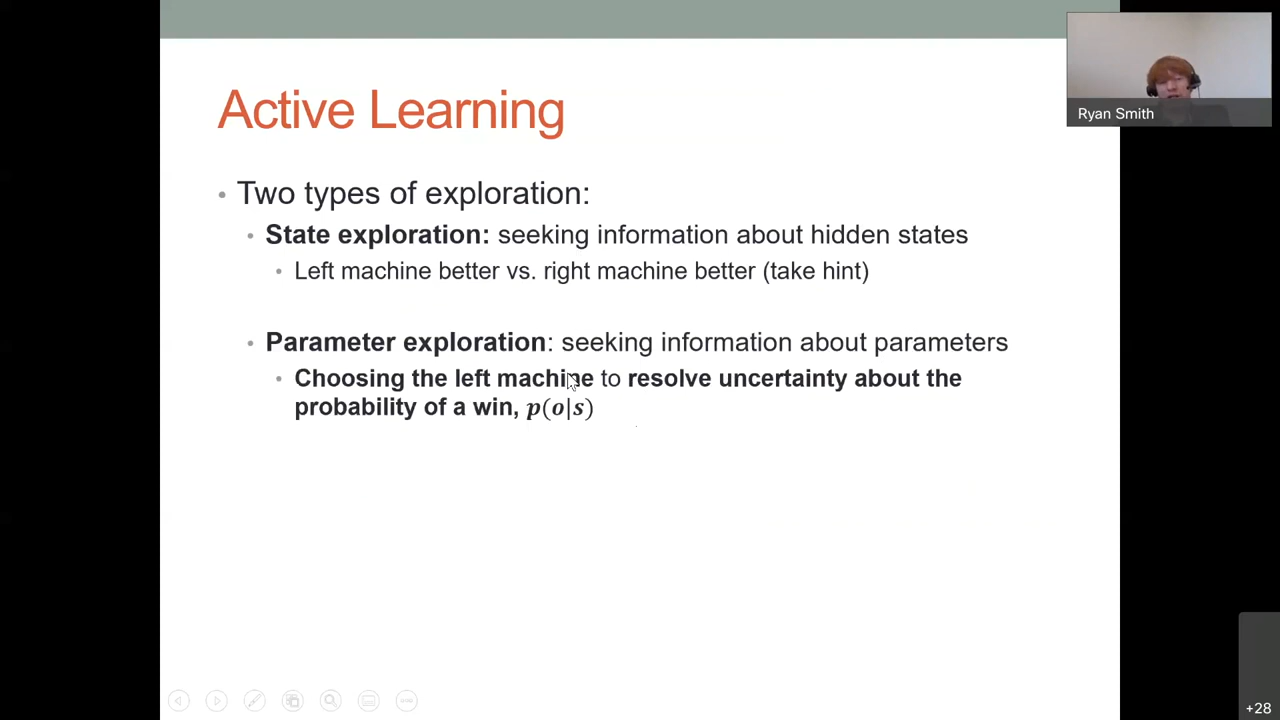 Active Learning
Ryan Smith
• Two types of exploration:
• State exploration: seeking information about hidden states
• Left machine better vs. right machine better (take hint)
• Parameter exploration: seeking information about parameters
• Choosing the left machine to resolve uncertainty about the
probability of a win, p(o|s)
+28